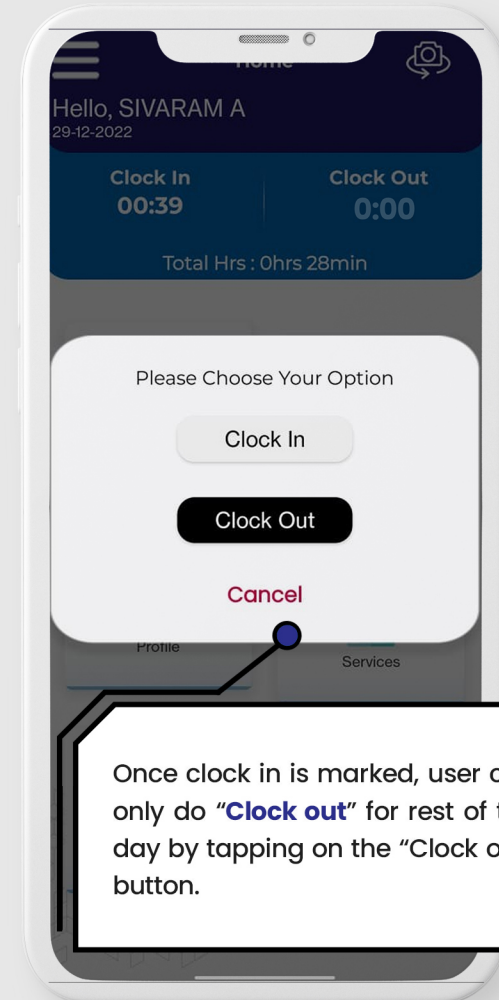 Home
Hello, SIVARAM A
29-12-2022
Clock In Clock Out
00:39 0:00
Total Hrs : 0hrs 28min
Please Choose Your Option
Clock In
Clock Out
Cancel
Profile
Services
Once clock in is marked, user
only do “Clock out” for rest of
day by tapping on the “Clock
button.